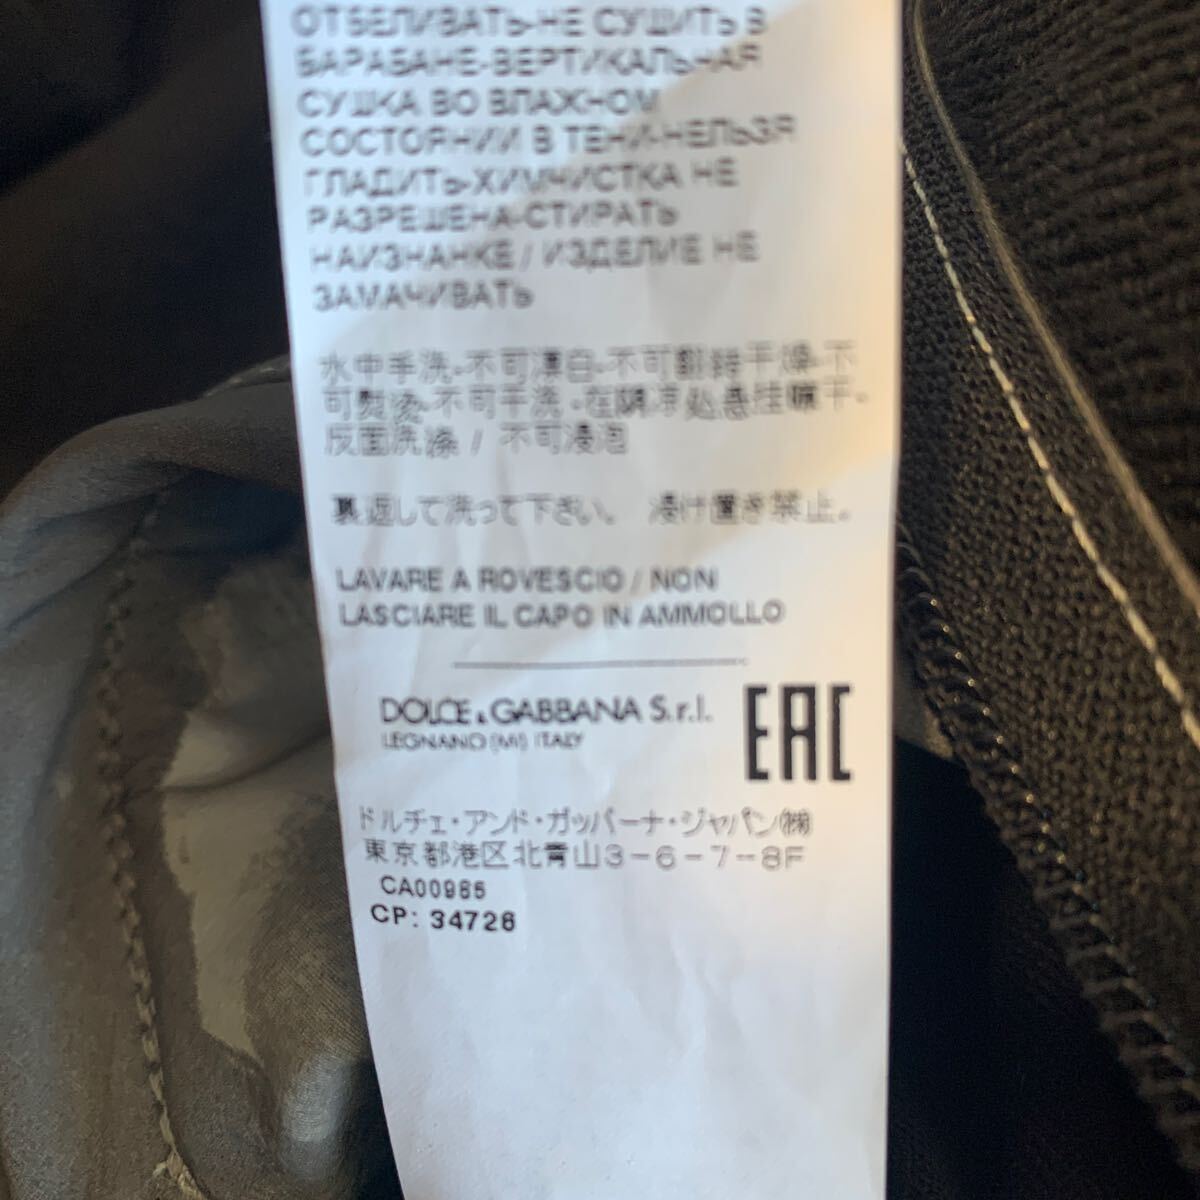 ОТБЕЛИВАТЬ-НЕ СУШИТЬ В
БАРАБАНЕ-ВЕРТИКАЛЬНАЯ
СУШКА ВО ВЛАЖНОМ
СОСТОЯНИИ В ТЕНИ-НЕЛЬЗЯ
ГЛАДИТЬ-ХИМЧИСТКА НЕ
РАЗРЕШЕНА-СТИРАТЬ
НАИЗНАНКЕ / ИЗДЕЛИЕ НЕ
ЗАМАЧИВАТЬ
水中手洗-不可漂白-不可翻转干燥-不
可熨烫-不可干洗-在阴凉处悬挂晾干-
反面洗涤 / 不可浸泡
裏返して洗って下さい。 浸け置き禁止。
LAVARE A ROVESCIO / NON
LASCIARE IL CAPO IN AMMOLLO
DOLCE & GABBANA S.r.l.
LEGNANO (MI) ITALY
EAC
ドルチェ・アンド・ガッバーナ・ジャパン㈱
東京都港区北青山3-6-7-8F
CA00985
CP: 34726